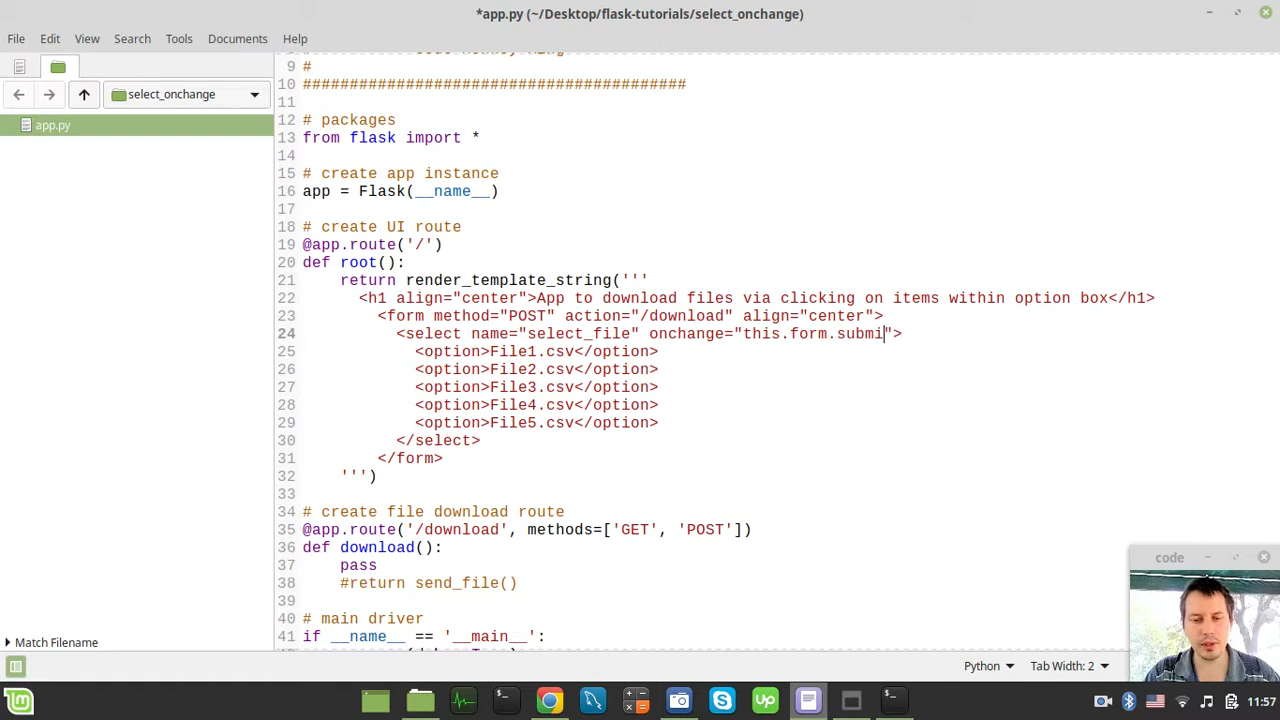 *app.py (~/Desktop/flask-tutorials/select_onchange)
File Edit View Search Tools Documents Help
select_onchange
app.py
9 #
10 #########################################
11
12 # packages
13 from flask import *
14
15 # create app instance
16 app = Flask(__name__)
17
18 # create UI route
19 @app.route('/')
20 def root():
21 return render_template_string('''
22 <h1 align="center">App to download files via clicking on items within option box</h1>
23 <form method="POST" action="/download" align="center">
24 <select name="select_file" onchange="this.form.submi">
25 <option>File1.csv</option>
26 <option>File2.csv</option>
27 <option>File3.csv</option>
28 <option>File4.csv</option>
29 <option>File5.csv</option>
30 </select>
31 </form>
32 ''')
33
34 # create file download route
35 @app.route('/download', methods=['GET', 'POST'])
36 def download():
37 pass
38 #return send_file()
39
40 # main driver
41 if __name__ == '__main__':
code
Match Filename
Python Tab Width: 2
11:57